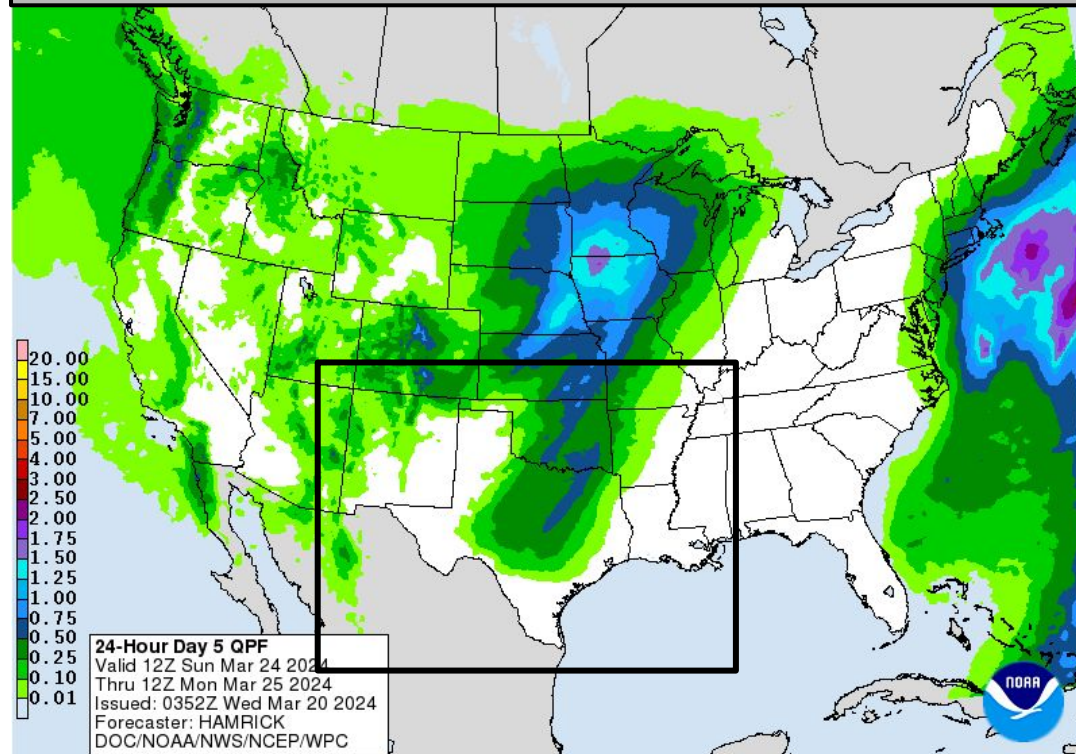 20.00
15.00
10.00
7.00
5.00
4.00
3.00
2.50
2.00
1.75
1.50
1.25
1.00
0.75
0.50
0.25
0.10
0.01
24-Hour Day 5 QPF
Valid 12Z Sun Mar 24 2024
Thru 12Z Mon Mar 25 2024
Issued: 0352Z Wed Mar 20 2024
Forecaster: HAMRICK
DOC/NOAA/NWS/NCEP/WPC
NOAA